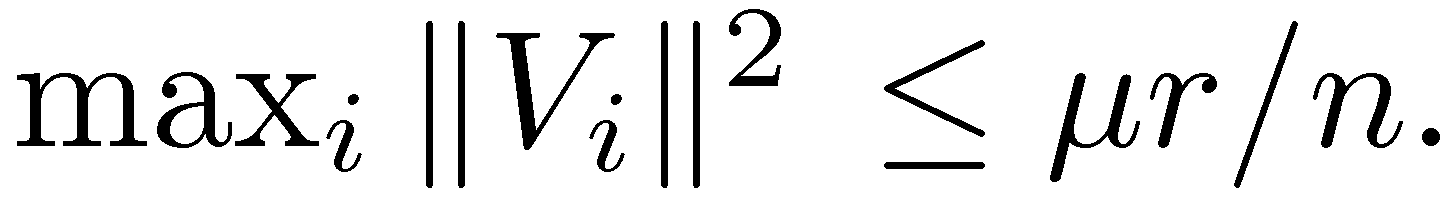 maxᵢ ‖Vᵢ‖² ≤ μr/n.